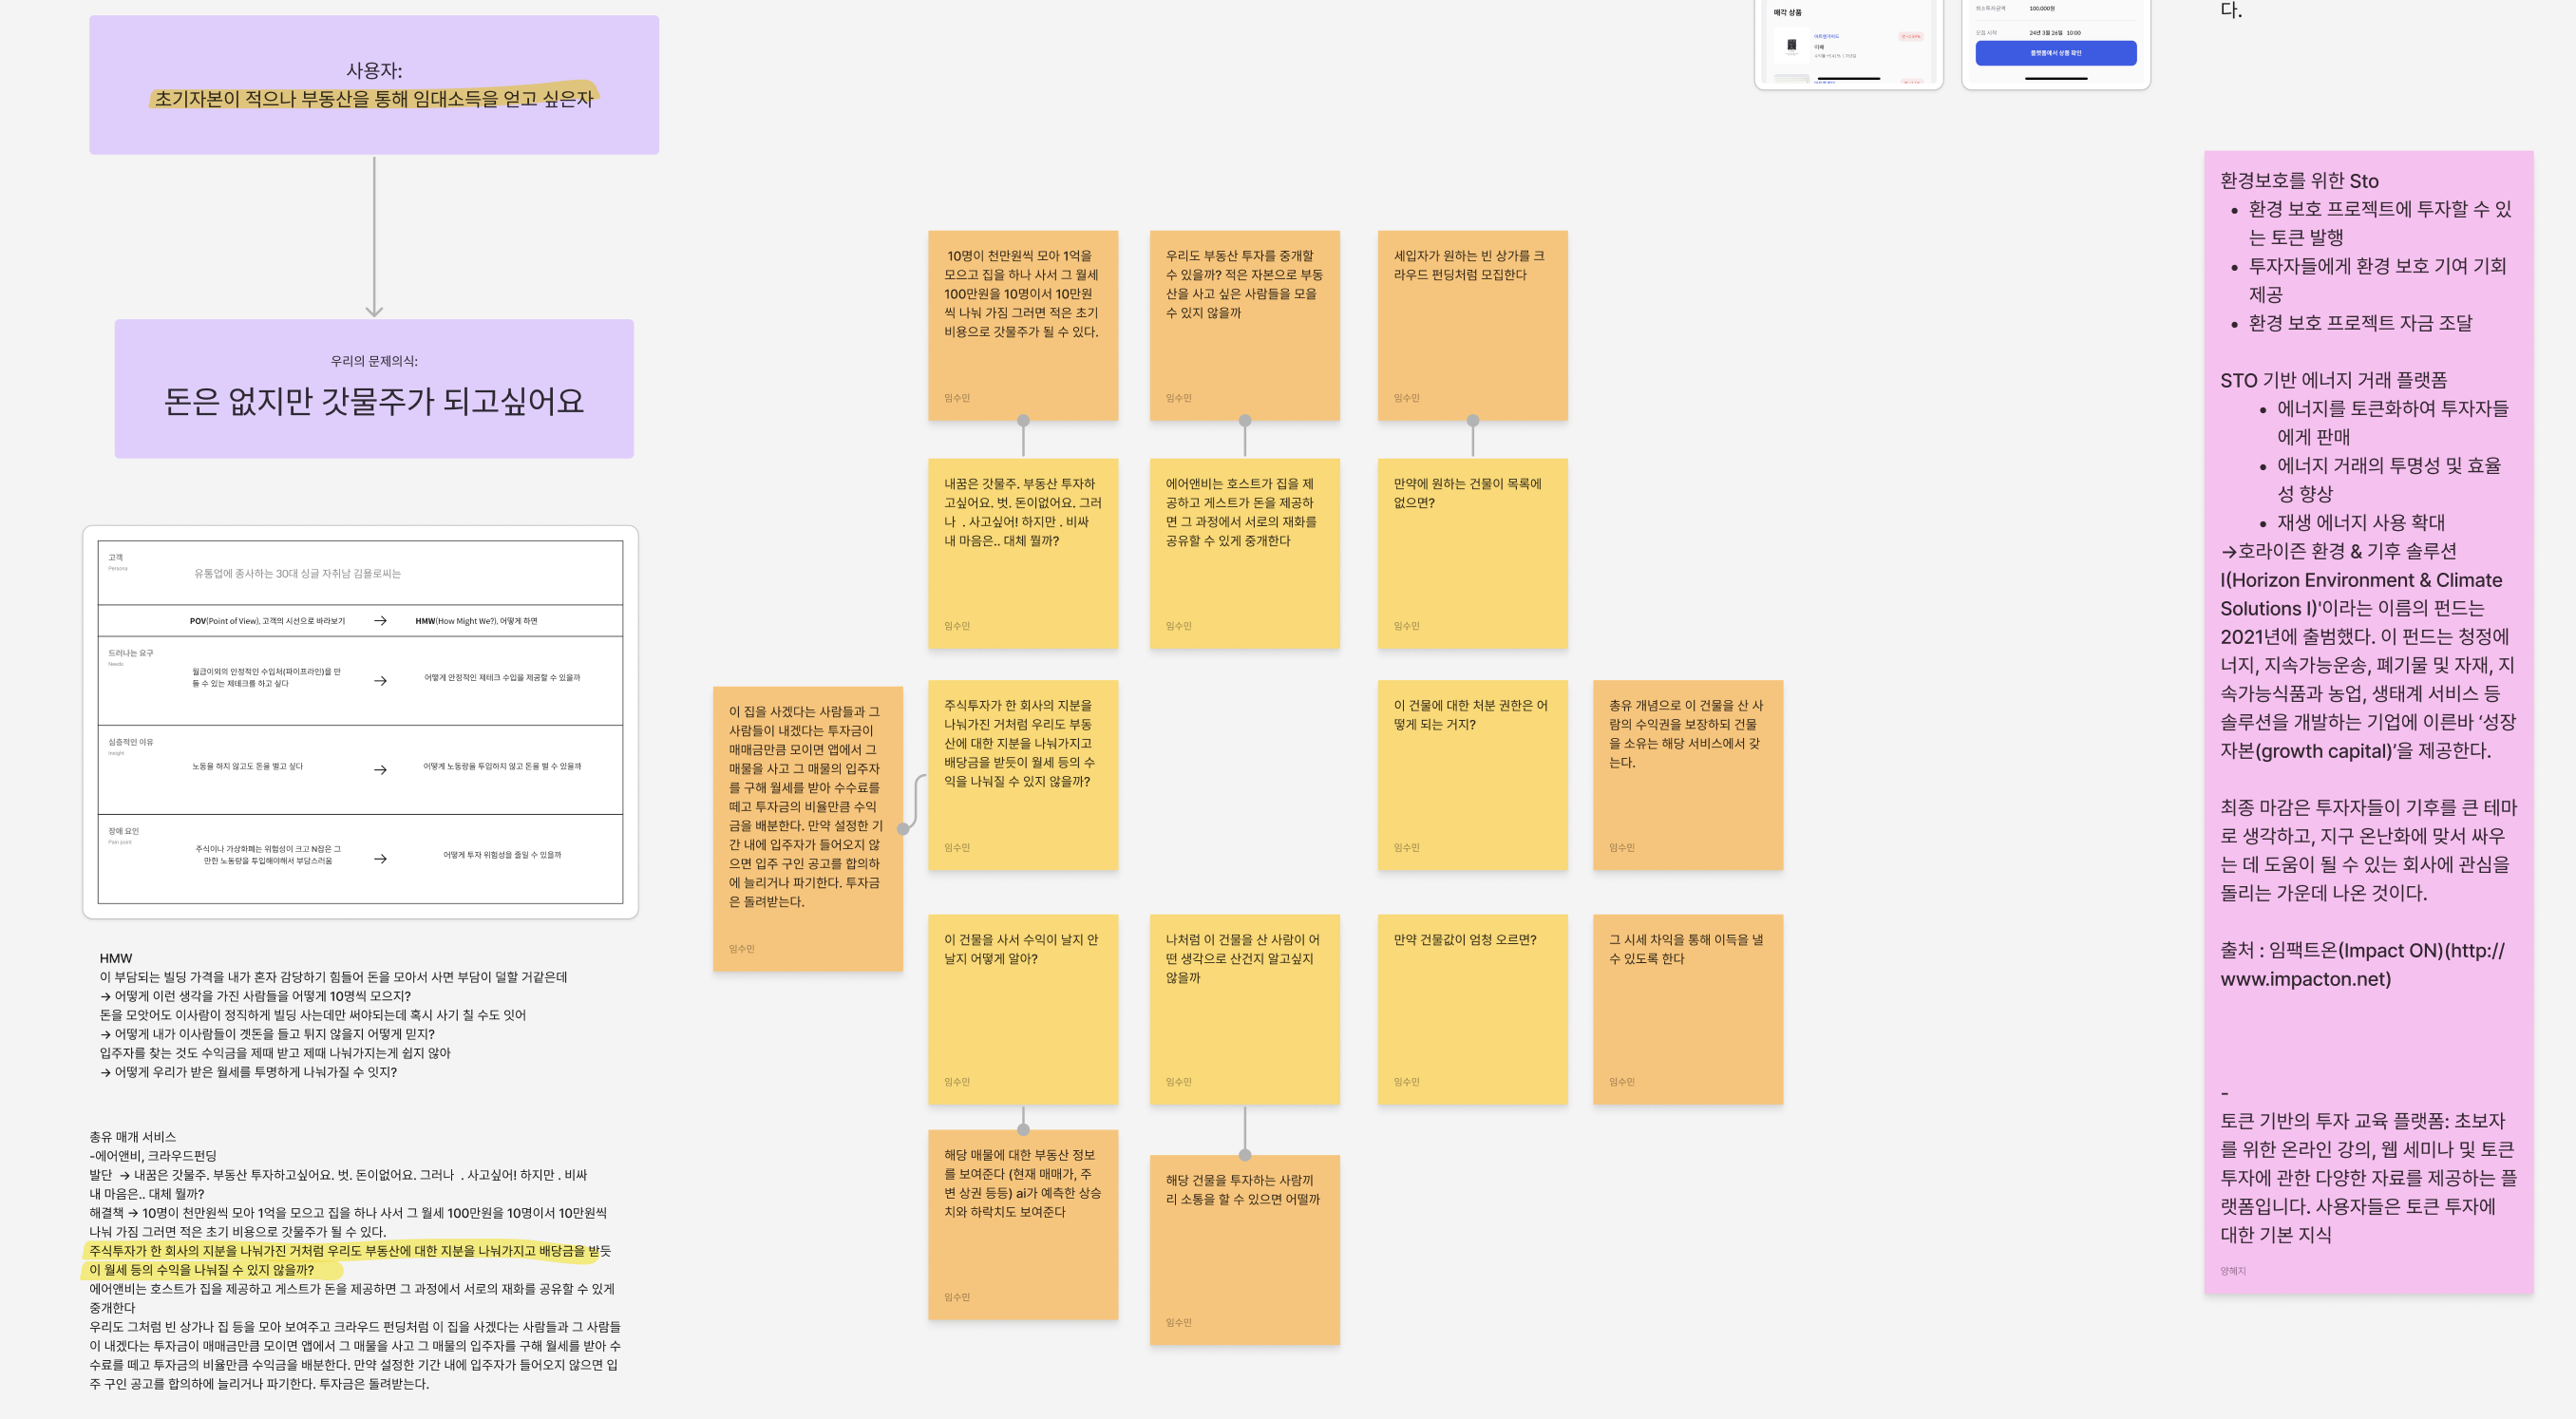 사용자:
초기자본이 적으나 부동산을 통해 임대소득을 얻고 싶은자
우리의 문제의식:
돈은 없지만 갓물주가 되고싶어요
고객
Persona
유통업에 종사하는 30대 싱글 자취남 김욜로씨는
POV(Point of View), 고객의 시선으로 바라보기
→
HMW(How Might We?), 어떻게 하면
드러나는 요구
Needs
월급이외의 안정적인 수입처(파이프라인)을 만
들 수 있는 재테크를 하고 싶다
→
어떻게 안정적인 재테크 수입을 제공할 수 있을까
심층적인 이유
Insight
노동을 하지 않고도 돈을 벌고 싶다
→
어떻게 노동량을 투입하지 않고 돈을 벌 수 있을까
장애 요인
Pain point
주식이나 가상화폐는 위험성이 크고 N잡은 그
만한 노동량을 투입해야해서 부담스러움
→
어떻게 투자 위험성을 줄일 수 있을까
HMW
이 부담되는 빌딩 가격을 내가 혼자 감당하기 힘들어 돈을 모아서 사면 부담이 덜할 거같은데
→ 어떻게 이런 생각을 가진 사람들을 어떻게 10명씩 모으지?
돈을 모앗어도 이사람이 정직하게 빌딩 사는데만 써야되는데 혹시 사기 칠 수도 잇어
→ 어떻게 내가 이사람들이 겟돈을 들고 튀지 않을지 어떻게 믿지?
입주자를 찾는 것도 수익금을 제때 받고 제때 나눠가지는게 쉽지 않아
→ 어떻게 우리가 받은 월세를 투명하게 나눠가질 수 잇지?
총유 매개 서비스
-에어앤비, 크라우드펀딩
발단 → 내꿈은 갓물주. 부동산 투자하고싶어요. 벗. 돈이없어요. 그러나 . 사고싶어! 하지만 . 비싸
내 마음은.. 대체 뭘까?
해결책 → 10명이 천만원씩 모아 1억을 모으고 집을 하나 사서 그 월세 100만원을 10명이서 10만원씩
나눠 가짐 그러면 적은 초기 비용으로 갓물주가 될 수 있다.
주식투자가 한 회사의 지분을 나눠가진 거처럼 우리도 부동산에 대한 지분을 나눠가지고 배당금을 받듯
이 월세 등의 수익을 나눠질 수 있지 않을까?
에어앤비는 호스트가 집을 제공하고 게스트가 돈을 제공하면 그 과정에서 서로의 재화를 공유할 수 있게
중개한다
우리도 그처럼 빈 상가나 집 등을 모아 보여주고 크라우드 펀딩처럼 이 집을 사겠다는 사람들과 그 사람들
이 내겠다는 투자금이 매매금만큼 모이면 앱에서 그 매물을 사고 그 매물의 입주자를 구해 월세를 받아 수
수료를 떼고 투자금의 비율만큼 수익금을 배분한다. 만약 설정한 기간 내에 입주자가 들어오지 않으면 입
주 구인 공고를 합의하에 늘리거나 파기한다. 투자금은 돌려받는다.
10명이 천만원씩 모아 1억을
모으고 집을 하나 사서 그 월세
100만원을 10명이서 10만원
씩 나눠 가짐 그러면 적은 초기
비용으로 갓물주가 될 수 있다.
임수민
우리도 부동산 투자를 중개할
수 있을까? 적은 자본으로 부동
산을 사고 싶은 사람들을 모을
수 있지 않을까
임수민
세입자가 원하는 빈 상가를 크
라우드 펀딩처럼 모집한다
임수민
내꿈은 갓물주. 부동산 투자하
고싶어요. 벗. 돈이없어요. 그러
나 . 사고싶어! 하지만 . 비싸
내 마음은.. 대체 뭘까?
임수민
에어앤비는 호스트가 집을 제
공하고 게스트가 돈을 제공하
면 그 과정에서 서로의 재화를
공유할 수 있게 중개한다
임수민
만약에 원하는 건물이 목록에
없으면?
임수민
이 집을 사겠다는 사람들과 그
사람들이 내겠다는 투자금이
매매금만큼 모이면 앱에서 그
매물을 사고 그 매물의 입주자
를 구해 월세를 받아 수수료를
떼고 투자금의 비율만큼 수익
금을 배분한다. 만약 설정한 기
간 내에 입주자가 들어오지 않
으면 입주 구인 공고를 합의하
에 늘리거나 파기한다. 투자금
은 돌려받는다.
임수민
주식투자가 한 회사의 지분을
나눠가진 거처럼 우리도 부동
산에 대한 지분을 나눠가지고
배당금을 받듯이 월세 등의 수
익을 나눠질 수 있지 않을까?
임수민
이 건물에 대한 처분 권한은 어
떻게 되는 거지?
임수민
총유 개념으로 이 건물을 산 사
람의 수익권을 보장하되 건물
을 소유는 해당 서비스에서 갖
는다.
임수민
이 건물을 사서 수익이 날지 안
날지 어떻게 알아?
임수민
나처럼 이 건물을 산 사람이 어
떤 생각으로 산건지 알고싶지
않을까
임수민
만약 건물값이 엄청 오르면?
임수민
그 시세 차익을 통해 이득을 낼
수 있도록 한다
임수민
해당 매물에 대한 부동산 정보
를 보여준다 (현재 매매가, 주
변 상권 등등) ai가 예측한 상승
치와 하락치도 보여준다
임수민
해당 건물을 투자하는 사람끼
리 소통을 할 수 있으면 어떨까
임수민
매각 상품
최소투자금액 100,000원
모집 시작 24년 3월 26일 10:00
플랫폼에서 상품 확인
다.
환경보호를 위한 Sto
• 환경 보호 프로젝트에 투자할 수 있
는 토큰 발행
• 투자자들에게 환경 보호 기여 기회
제공
• 환경 보호 프로젝트 자금 조달
STO 기반 에너지 거래 플랫폼
• 에너지를 토큰화하여 투자자들
에게 판매
• 에너지 거래의 투명성 및 효율
성 향상
• 재생 에너지 사용 확대
→호라이즌 환경 & 기후 솔루션
I(Horizon Environment & Climate
Solutions I)'이라는 이름의 펀드는
2021년에 출범했다. 이 펀드는 청정에
너지, 지속가능운송, 폐기물 및 자재, 지
속가능식품과 농업, 생태계 서비스 등
솔루션을 개발하는 기업에 이른바 ‘성장
자본(growth capital)’을 제공한다.
최종 마감은 투자자들이 기후를 큰 테마
로 생각하고, 지구 온난화에 맞서 싸우
는 데 도움이 될 수 있는 회사에 관심을
돌리는 가운데 나온 것이다.
출처 : 임팩트온(Impact ON)(http://
www.impacton.net)
-
토큰 기반의 투자 교육 플랫폼: 초보자
를 위한 온라인 강의, 웹 세미나 및 토큰
투자에 관한 다양한 자료를 제공하는 플
랫폼입니다. 사용자들은 토큰 투자에
대한 기본 지식
양혜지